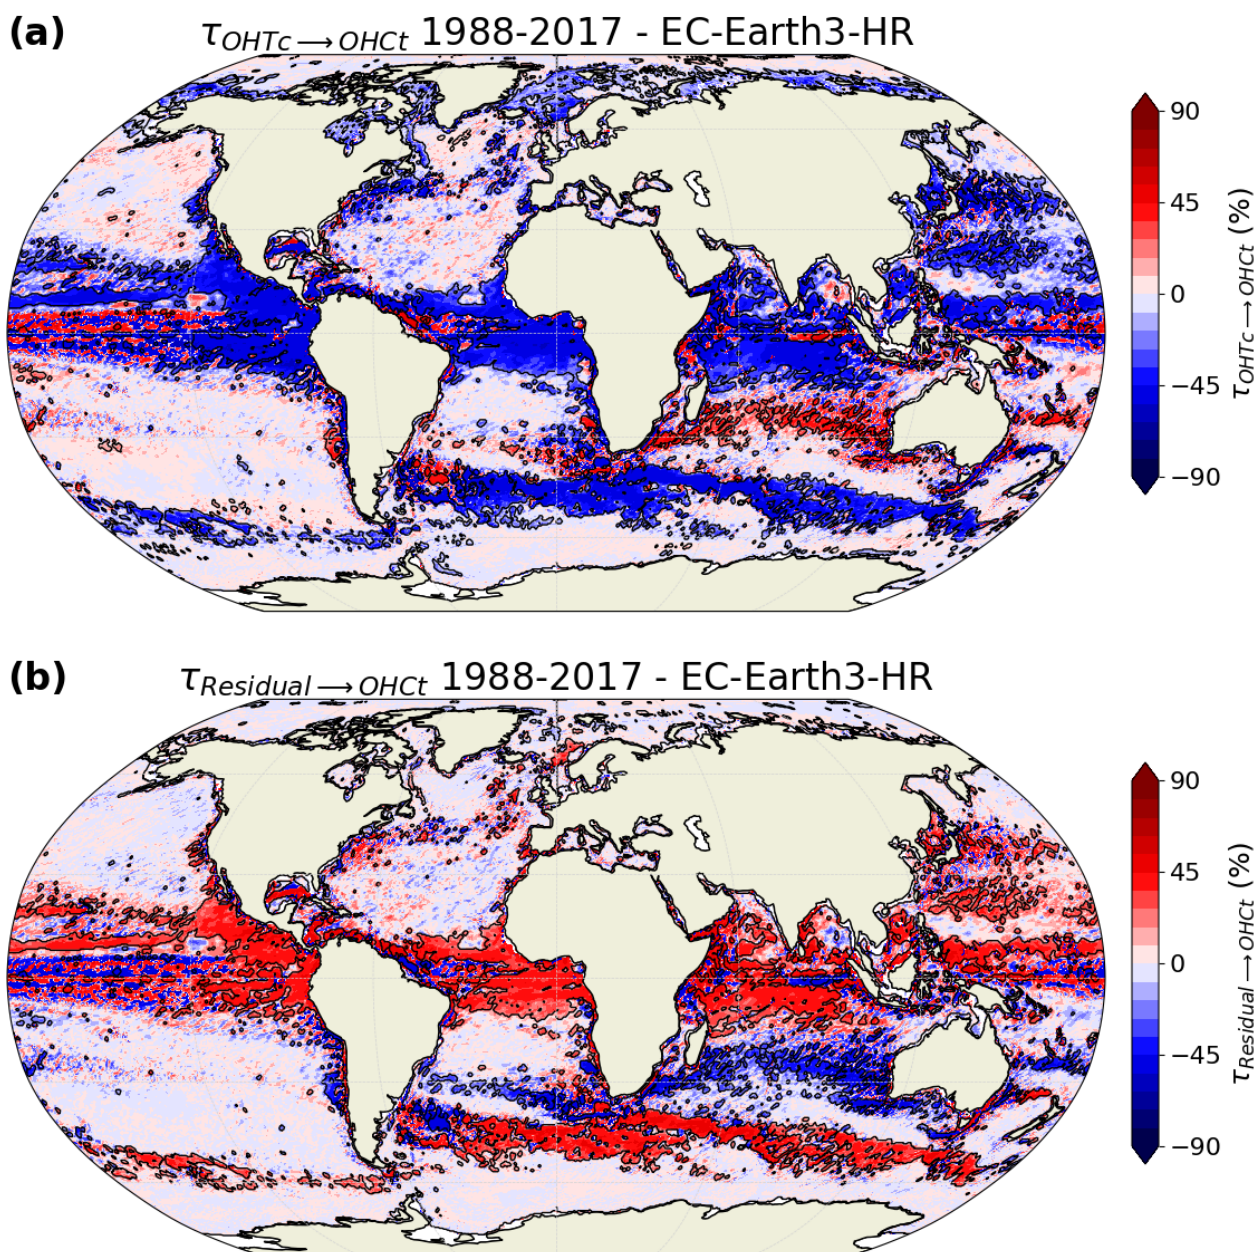 (a)
τOHTc⟶OHCt 1988-2017 - EC-Earth3-HR
90
45
0
−45
−90
τOHTc⟶OHCt (%)
(b)
τResidual⟶OHCt 1988-2017 - EC-Earth3-HR
90
45
0
−45
−90
τResidual⟶OHCt (%)